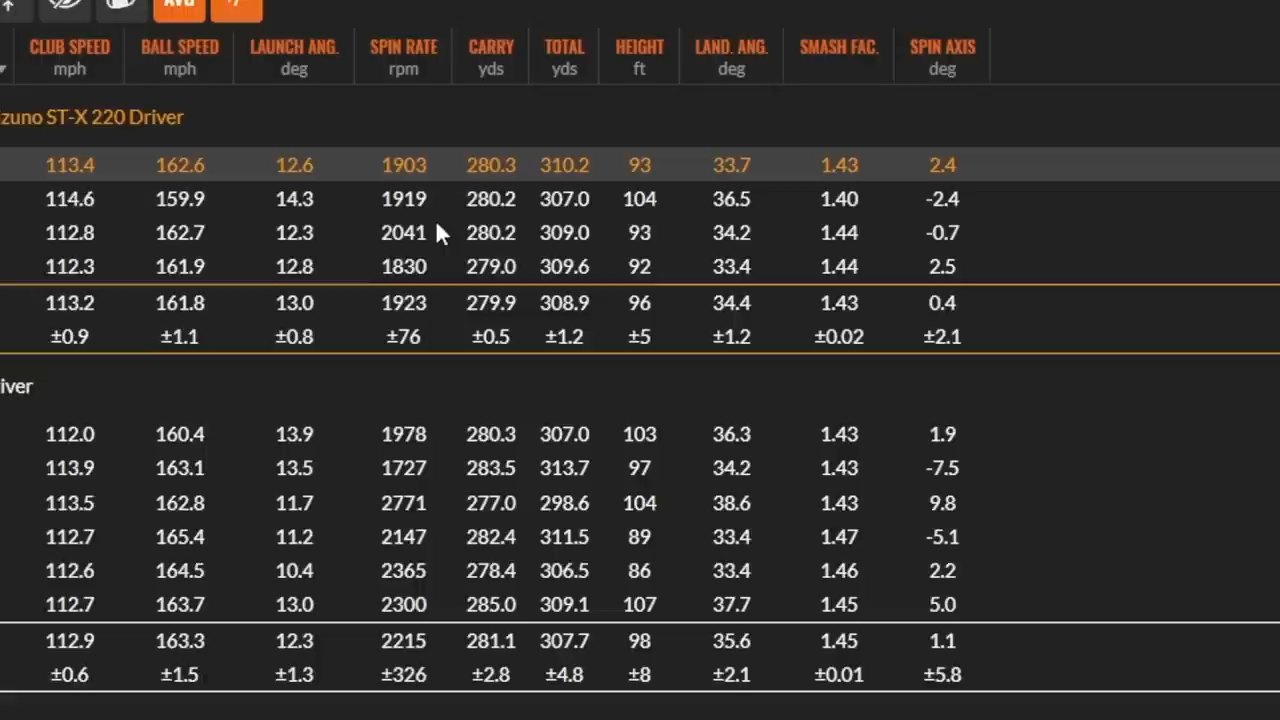 AVG +/-
CLUB SPEED BALL SPEED LAUNCH ANG. SPIN RATE CARRY TOTAL HEIGHT LAND. ANG. SMASH FAC. SPIN AXIS
mph mph deg rpm yds yds ft deg deg
zuno ST-X 220 Driver
113.4 162.6 12.6 1903 280.3 310.2 93 33.7 1.43 2.4
114.6 159.9 14.3 1919 280.2 307.0 104 36.5 1.40 -2.4
112.8 162.7 12.3 2041 280.2 309.0 93 34.2 1.44 -0.7
112.3 161.9 12.8 1830 279.0 309.6 92 33.4 1.44 2.5
113.2 161.8 13.0 1923 279.9 308.9 96 34.4 1.43 0.4
±0.9 ±1.1 ±0.8 ±76 ±0.5 ±1.2 ±5 ±1.2 ±0.02 ±2.1
iver
112.0 160.4 13.9 1978 280.3 307.0 103 36.3 1.43 1.9
113.9 163.1 13.5 1727 283.5 313.7 97 34.2 1.43 -7.5
113.5 162.8 11.7 2771 277.0 298.6 104 38.6 1.43 9.8
112.7 165.4 11.2 2147 282.4 311.5 89 33.4 1.47 -5.1
112.6 164.5 10.4 2365 278.4 306.5 86 33.4 1.46 2.2
112.7 163.7 13.0 2300 285.0 309.1 107 37.7 1.45 5.0
112.9 163.3 12.3 2215 281.1 307.7 98 35.6 1.45 1.1
±0.6 ±1.5 ±1.3 ±326 ±2.8 ±4.8 ±8 ±2.1 ±0.01 ±5.8